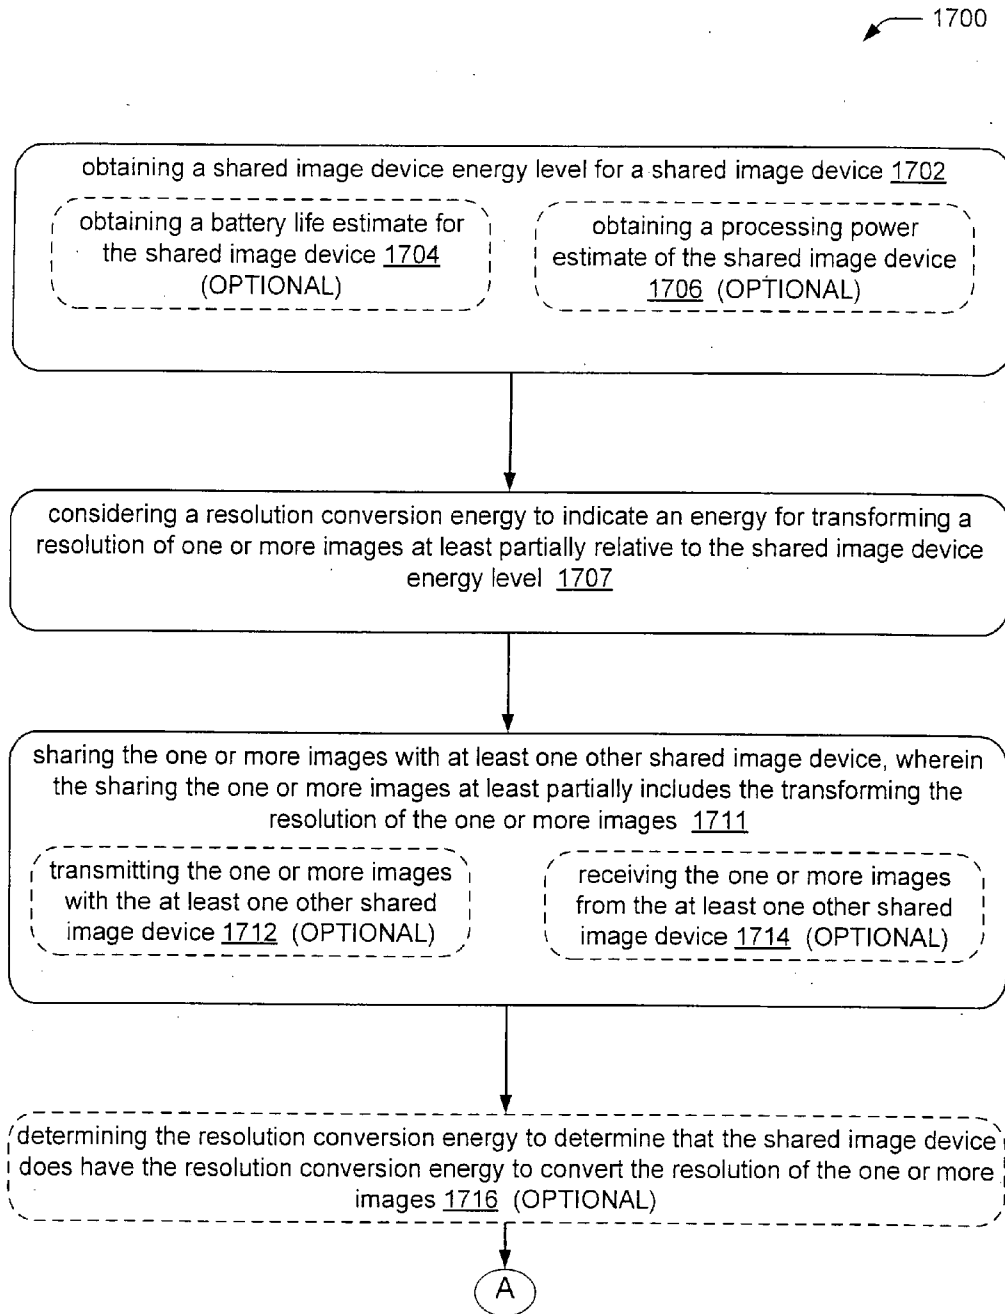 1700
obtaining a shared image device energy level for a shared image device 1702
obtaining a battery life estimate for
the shared image device 1704
(OPTIONAL)
obtaining a processing power
estimate of the shared image device
1706 (OPTIONAL)
considering a resolution conversion energy to indicate an energy for transforming a
resolution of one or more images at least partially relative to the shared image device
energy level 1707
sharing the one or more images with at least one other shared image device, wherein
the sharing the one or more images at least partially includes the transforming the
resolution of the one or more images 1711
transmitting the one or more images
with the at least one other shared
image device 1712 (OPTIONAL)
receiving the one or more images
from the at least one other shared
image device 1714 (OPTIONAL)
determining the resolution conversion energy to determine that the shared image device
does have the resolution conversion energy to convert the resolution of the one or more
images 1716 (OPTIONAL)
A